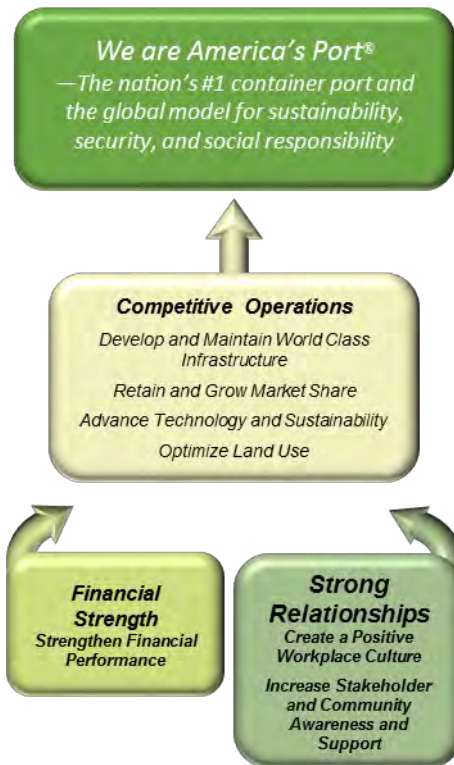 We are America's Port®
—The nation's #1 container port and
the global model for sustainability,
security, and social responsibility
Competitive Operations
Develop and Maintain World Class
Infrastructure
Retain and Grow Market Share
Advance Technology and Sustainability
Optimize Land Use
Financial
Strength
Strengthen Financial
Performance
Strong
Relationships
Create a Positive
Workplace Culture
Increase Stakeholder
and Community
Awareness and
Support